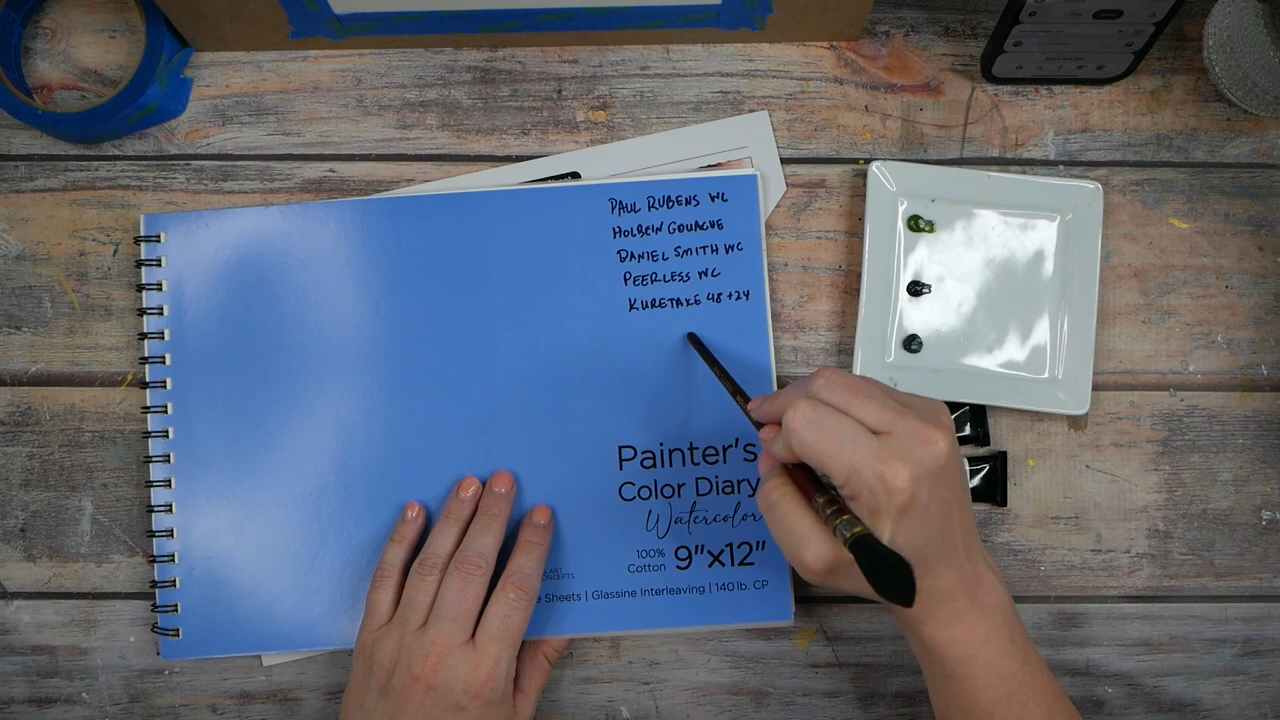 PAUL RUBENS WC
HOLBEIN GOUACHE
DANIEL SMITH WC
PEERLESS WC
KURETAKE 48 +24
Painter's
Color Diary
Watercolor
100%
Cotton
9"x12"
ART
Sheets | Glassine Interleaving | 140 lb. CP